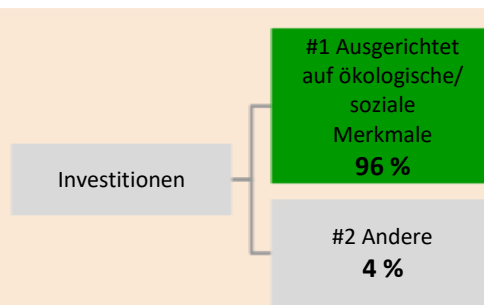 #1 Ausgerichtet
auf ökologische/
soziale
Merkmale
96 %
Investitionen
#2 Andere
4 %